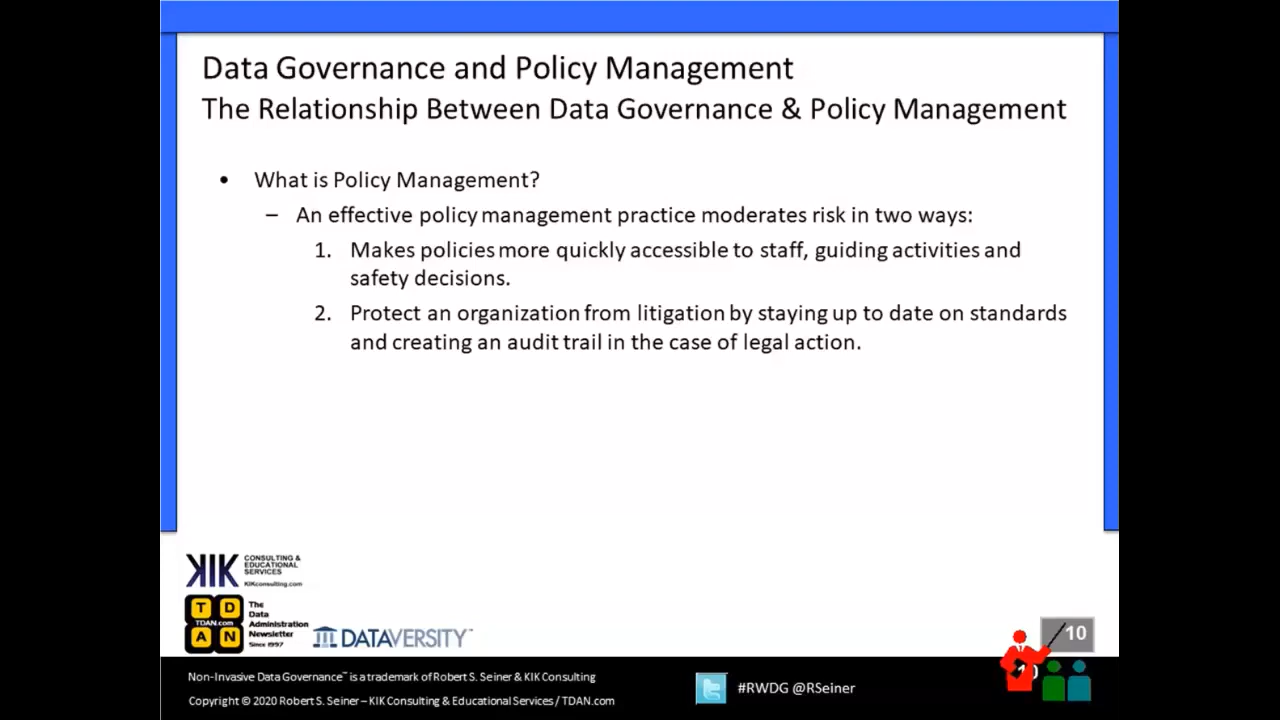 Data Governance and Policy Management
The Relationship Between Data Governance & Policy Management
• What is Policy Management?
– An effective policy management practice moderates risk in two ways:
1. Makes policies more quickly accessible to staff, guiding activities and
safety decisions.
2. Protect an organization from litigation by staying up to date on standards
and creating an audit trail in the case of legal action.
KIK CONSULTING &
EDUCATIONAL
SERVICES
KIKconsulting.com
T D
TDAN.com
A N
The
Data
Administration
Newsletter
Since 1997
DATAVERSITY™
10
10
Non-Invasive Data Governance™ is a trademark of Robert S. Seiner & KIK Consulting
Copyright © 2020 Robert S. Seiner – KIK Consulting & Educational Services / TDAN.com
#RWDG @RSeiner